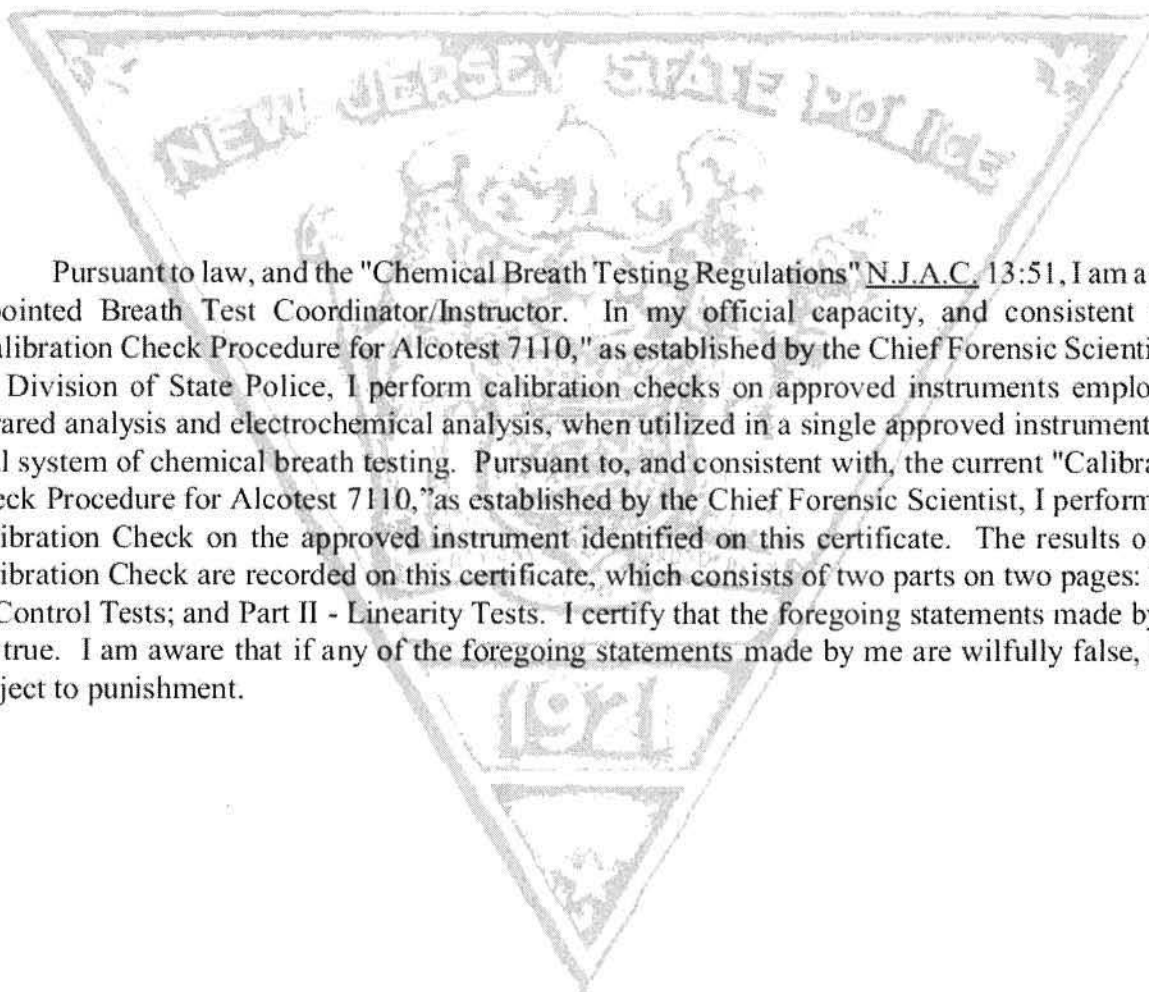 NEW JERSEY STATE POLICE
Pursuant to law, and the "Chemical Breath Testing Regulations" N.J.A.C. 13:51, I am a
ointed Breath Test Coordinator/Instructor. In my official capacity, and consistent
libration Check Procedure for Alcotest 7110," as established by the Chief Forensic Scienti
Division of State Police, I perform calibration checks on approved instruments emplo
rared analysis and electrochemical analysis, when utilized in a single approved instrument
l system of chemical breath testing. Pursuant to, and consistent with, the current "Calibra
ck Procedure for Alcotest 7110,"as established by the Chief Forensic Scientist, I perform
ibration Check on the approved instrument identified on this certificate. The results o
ibration Check are recorded on this certificate, which consists of two parts on two pages:
Control Tests; and Part II - Linearity Tests. I certify that the foregoing statements made by
true. I am aware that if any of the foregoing statements made by me are wilfully false,
ject to punishment.
1921